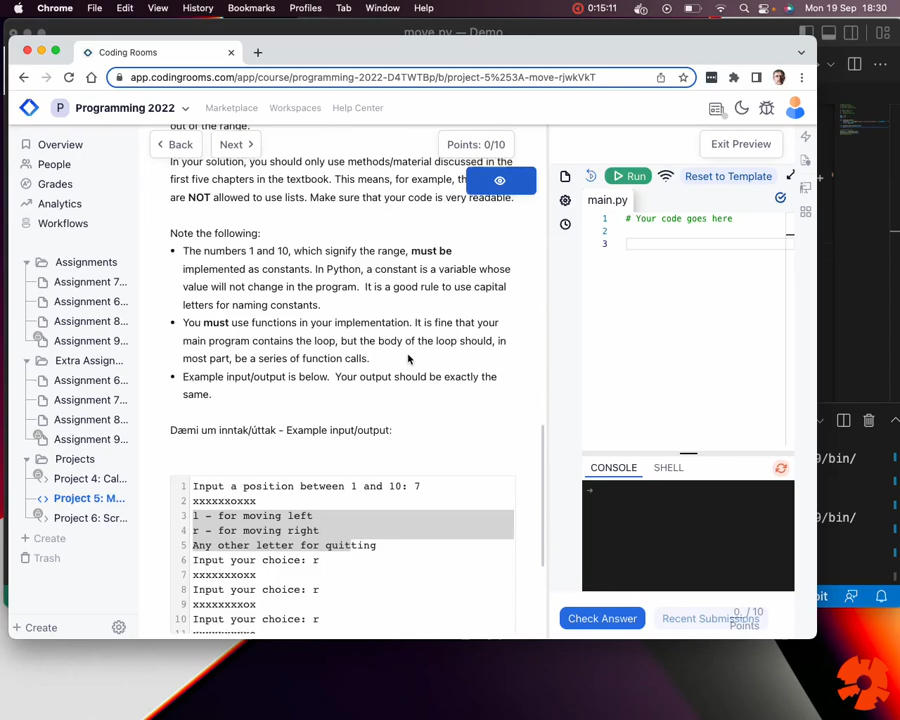 Chrome File Edit View History Bookmarks Profiles Tab Window Help 0:15:11 Mon 19 Sep 18:30
move.py — Demo
Coding Rooms
app.codingrooms.com/app/course/programming-2022-D4TWTBp/b/project-5%253A-move-rjwkVkT
P Programming 2022 Marketplace Workspaces Help Center
Overview
People
Grades
Analytics
Workflows
Assignments
Assignment 7...
Assignment 6...
Assignment 8...
Assignment 9...
Extra Assign...
Assignment 6...
Assignment 7...
Assignment 8...
Assignment 9...
Projects
Project 4: Cal...
Project 5: M...
Project 6: Scr...
Create
Trash
Create
out of the range.
Back Next Points: 0/10
In your solution, you should only use methods/material discussed in the
first five chapters in the textbook. This means, for example, th
are NOT allowed to use lists. Make sure that your code is very readable.
Note the following:
The numbers 1 and 10, which signify the range, must be
implemented as constants. In Python, a constant is a variable whose
value will not change in the program. It is a good rule to use capital
letters for naming constants.
You must use functions in your implementation. It is fine that your
main program contains the loop, but the body of the loop should, in
most part, be a series of function calls.
Example input/output is below. Your output should be exactly the
same.
Dæmi um inntak/úttak - Example input/output:
1 Input a position between 1 and 10: 7
2 xxxxxxoxxx
3 l - for moving left
4 r - for moving right
5 Any other letter for quitting
6 Input your choice: r
7 xxxxxxxoxx
8 Input your choice: r
9 xxxxxxxxox
10 Input your choice: r
11 xxxxxxxxxo
Exit Preview
Run Reset to Template
main.py
1 # Your code goes here
2
3
CONSOLE SHELL
Check Answer Recent Submissions 0 / 10
Points
9/bin/
9/bin/
bit